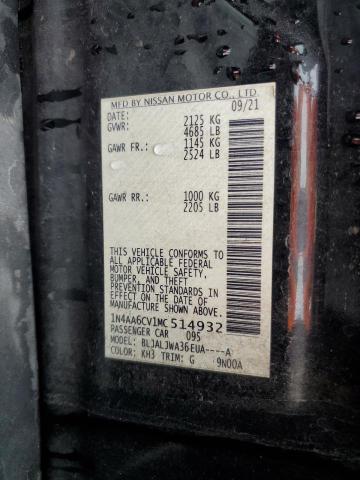 MFD BY NISSAN MOTOR CO., LTD.
DATE: 09/21
GVWR: 2125 KG
4685 LB
GAWR FR.: 1145 KG
2524 LB
GAWR RR.: 1000 KG
2205 LB
THIS VEHICLE CONFORMS TO
ALL APPLICABLE FEDERAL
MOTOR VEHICLE SAFETY,
BUMPER, AND THEFT
PREVENTION STANDARDS
IN EFFECT ON THE DATE OF
MANUFACTURE SHOWN ABOVE.
1N4AA6CV1MC514932
PASSENGER CAR 095
MODEL: BLJALJWA36EUA----A
COLOR: KH3 TRIM: G 9N00A